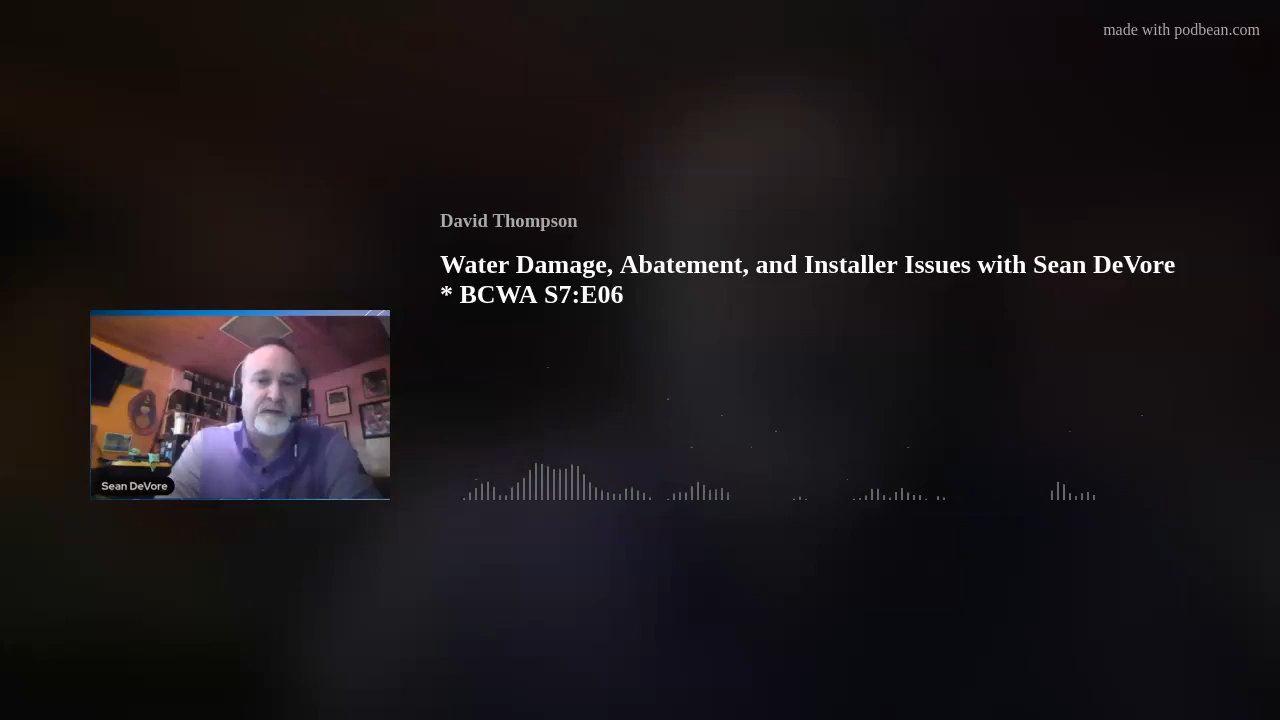 made with podbean.com
David Thompson
Water Damage, Abatement, and Installer Issues with Sean DeVore
* BCWA S7:E06
Sean DeVore